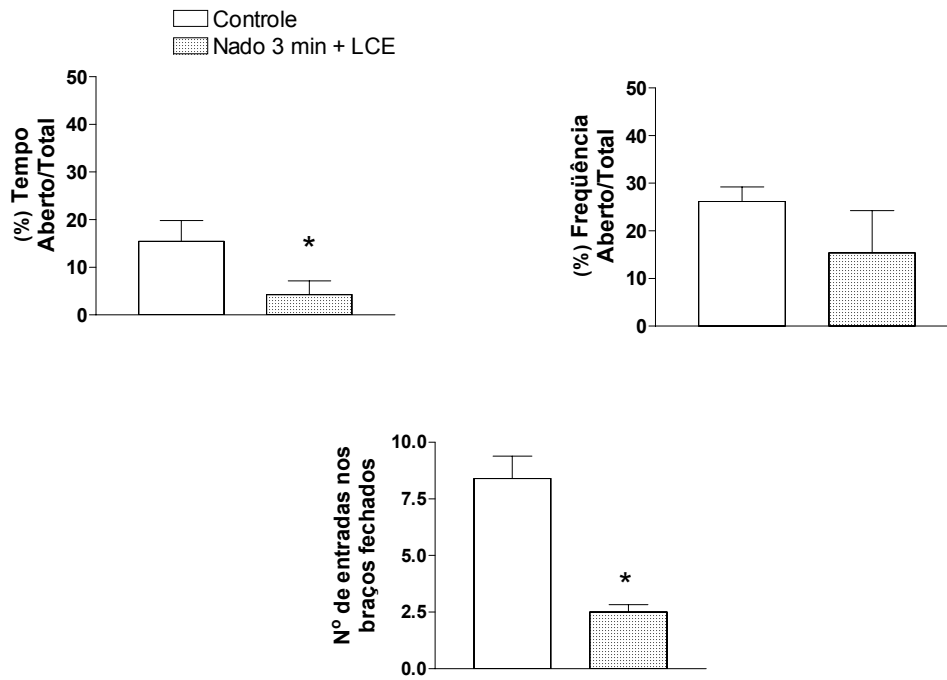 Controle
Nado 3 min + LCE
(%) Tempo
Aberto/Total
50
40
30
20
10
0
*
(%) Freqüência
Aberto/Total
50
40
30
20
10
0
Nº de entradas nos
braços fechados
10.0
7.5
5.0
2.5
0.0
*